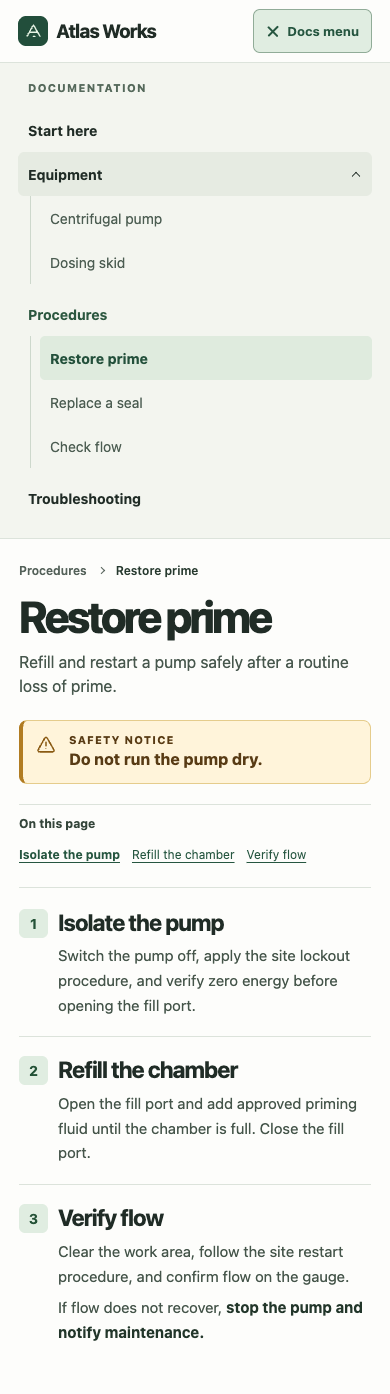 Atlas Works
Docs menu
DOCUMENTATION
Start here
Equipment
Centrifugal pump
Dosing skid
Procedures
Restore prime
Replace a seal
Check flow
Troubleshooting
Procedures > Restore prime
Restore prime
Refill and restart a pump safely after a routine
loss of prime.
SAFETY NOTICE
Do not run the pump dry.
On this page
Isolate the pump Refill the chamber Verify flow
1 Isolate the pump
Switch the pump off, apply the site lockout
procedure, and verify zero energy before
opening the fill port.
2 Refill the chamber
Open the fill port and add approved priming
fluid until the chamber is full. Close the fill
port.
3 Verify flow
Clear the work area, follow the site restart
procedure, and confirm flow on the gauge.
If flow does not recover, stop the pump and
notify maintenance.